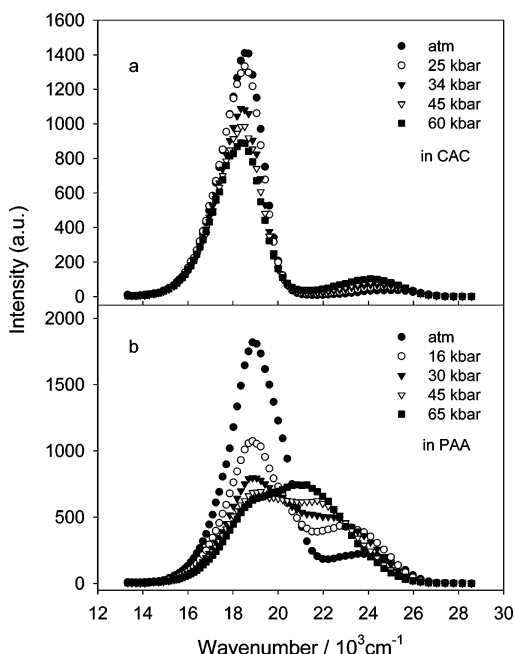 1600
1400
1200
1000
800
600
400
200
0
a
atm
25 kbar
34 kbar
45 kbar
60 kbar
in CAC
Intensity (a.u.)
2000
1500
1000
500
0
b
atm
16 kbar
30 kbar
45 kbar
65 kbar
in PAA
12 14 16 18 20 22 24 26 28 30
Wavenumber / 10³cm⁻¹